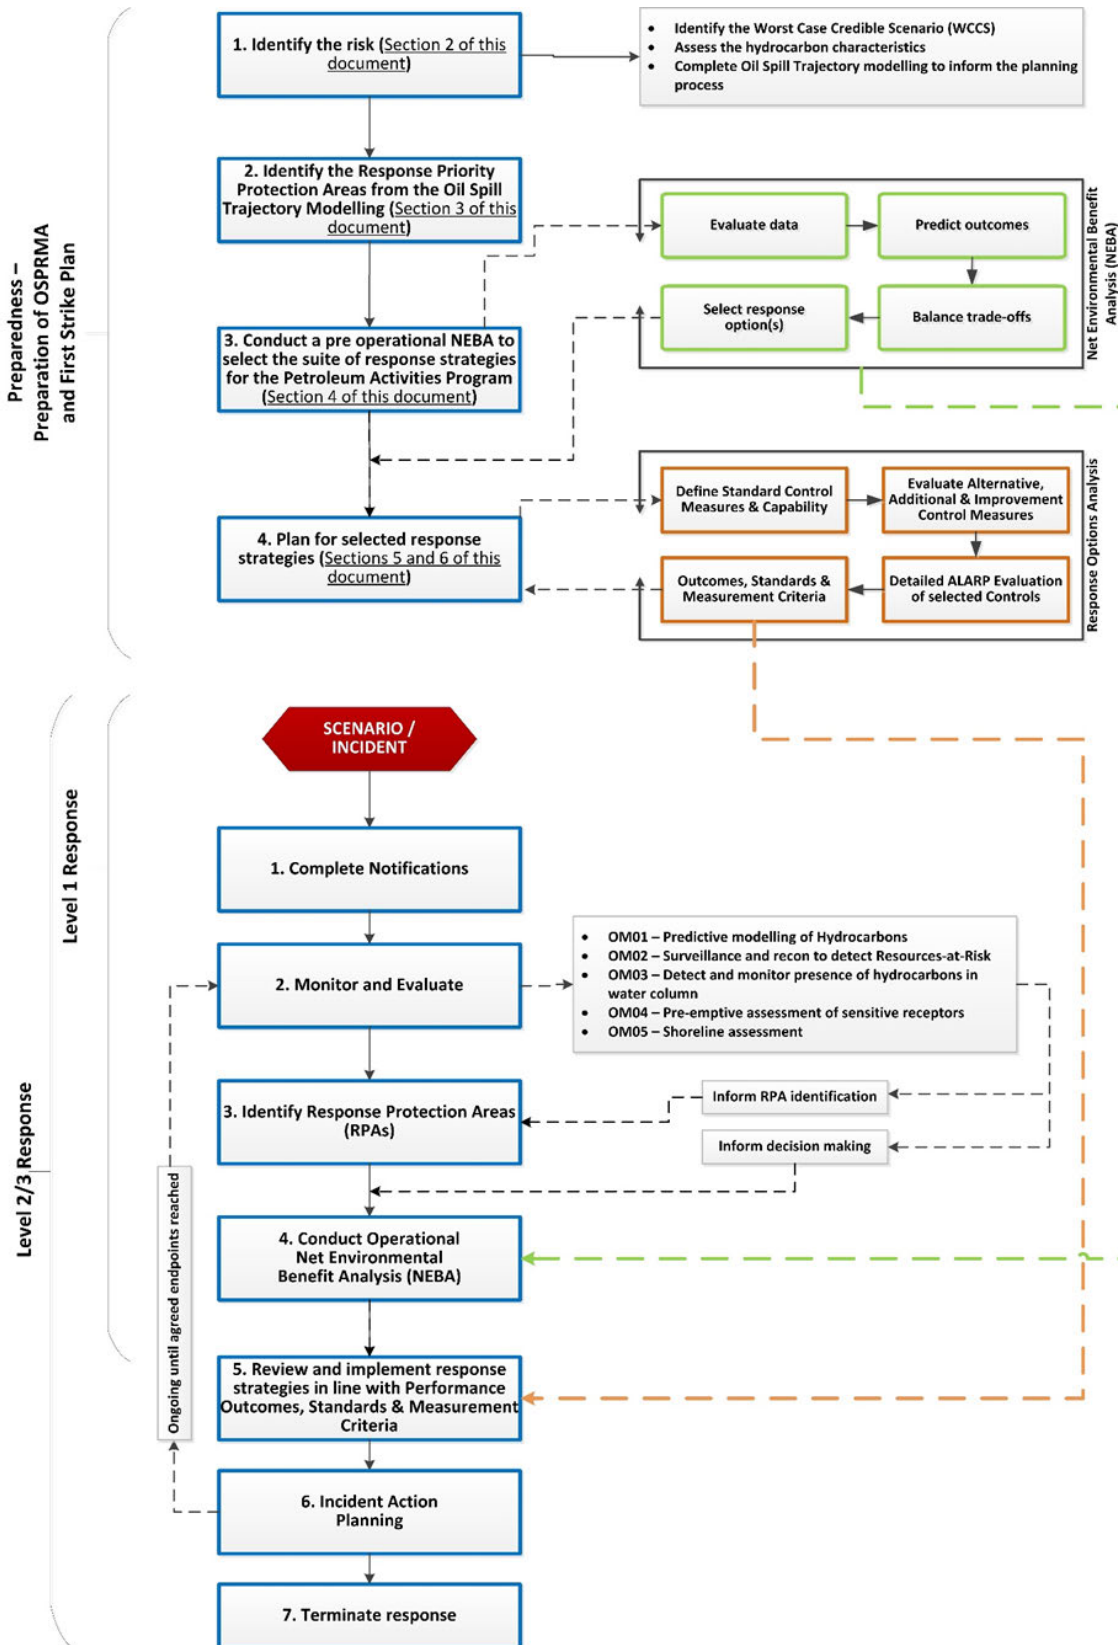 Preparedness –
Preparation of OSPRMA
and First Strike Plan
1. Identify the risk (Section 2 of this
document)
• Identify the Worst Case Credible Scenario (WCCS)
• Assess the hydrocarbon characteristics
• Complete Oil Spill Trajectory modelling to inform the planning
process
2. Identify the Response Priority
Protection Areas from the Oil Spill
Trajectory Modelling (Section 3 of this
document)
Evaluate data
Predict outcomes
Select response
option(s)
Balance trade-offs
Net Environmental Benefit
Analysis (NEBA)
3. Conduct a pre operational NEBA to
select the suite of response strategies
for the Petroleum Activities Program
(Section 4 of this document)
Define Standard Control
Measures & Capability
Evaluate Alternative,
Additional & Improvement
Control Measures
Outcomes, Standards &
Measurement Criteria
Detailed ALARP Evaluation
of selected Controls
Response Options Analysis
4. Plan for selected response
strategies (Sections 5 and 6 of this
document)
Level 2/3 Response
Level 1 Response
SCENARIO /
INCIDENT
1. Complete Notifications
2. Monitor and Evaluate
• OM01 – Predictive modelling of Hydrocarbons
• OM02 – Surveillance and recon to detect Resources-at-Risk
• OM03 – Detect and monitor presence of hydrocarbons in
water column
• OM04 – Pre-emptive assessment of sensitive receptors
• OM05 – Shoreline assessment
3. Identify Response Protection Areas
(RPAs)
Inform RPA identification
Inform decision making
Ongoing until agreed endpoints reached
4. Conduct Operational
Net Environmental
Benefit Analysis (NEBA)
5. Review and implement response
strategies in line with Performance
Outcomes, Standards & Measurement
Criteria
6. Incident Action
Planning
7. Terminate response